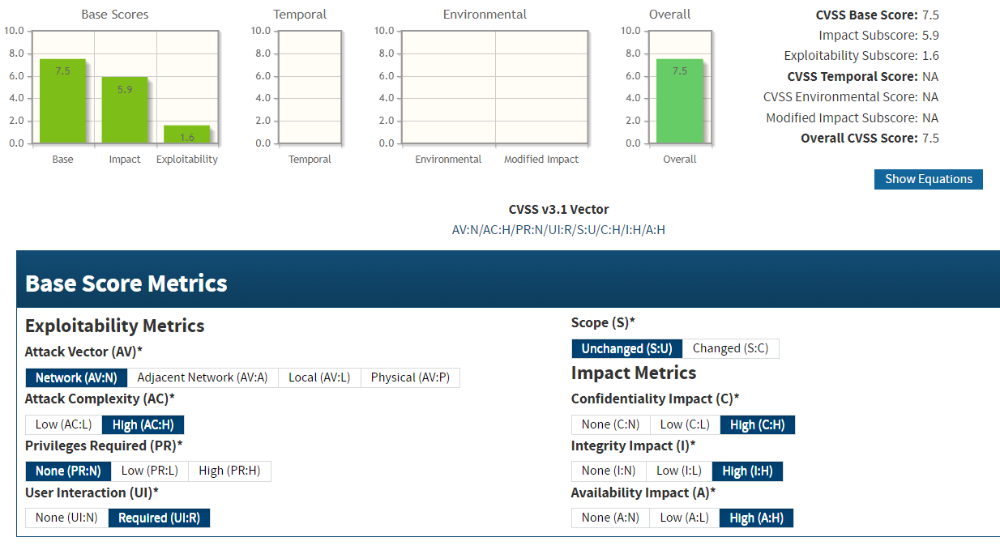 Base Scores
10.0
8.0
6.0
4.0
2.0
0.0
7.5
5.9
1.6
Base Impact Exploitability
Temporal
10.0
8.0
6.0
4.0
2.0
0.0
Temporal
Environmental
10.0
8.0
6.0
4.0
2.0
0.0
Environmental Modified Impact
Overall
10.0
8.0
6.0
4.0
2.0
0.0
7.5
Overall
CVSS Base Score: 7.5
Impact Subscore: 5.9
Exploitability Subscore: 1.6
CVSS Temporal Score: NA
CVSS Environmental Score: NA
Modified Impact Subscore: NA
Overall CVSS Score: 7.5
Show Equations
CVSS v3.1 Vector
AV:N/AC:H/PR:N/UI:R/S:U/C:H/I:H/A:H
Base Score Metrics
Exploitability Metrics
Attack Vector (AV)*
Network (AV:N) Adjacent Network (AV:A) Local (AV:L) Physical (AV:P)
Attack Complexity (AC)*
Low (AC:L) High (AC:H)
Privileges Required (PR)*
None (PR:N) Low (PR:L) High (PR:H)
User Interaction (UI)*
None (UI:N) Required (UI:R)
Scope (S)*
Unchanged (S:U) Changed (S:C)
Impact Metrics
Confidentiality Impact (C)*
None (C:N) Low (C:L) High (C:H)
Integrity Impact (I)*
None (I:N) Low (I:L) High (I:H)
Availability Impact (A)*
None (A:N) Low (A:L) High (A:H)